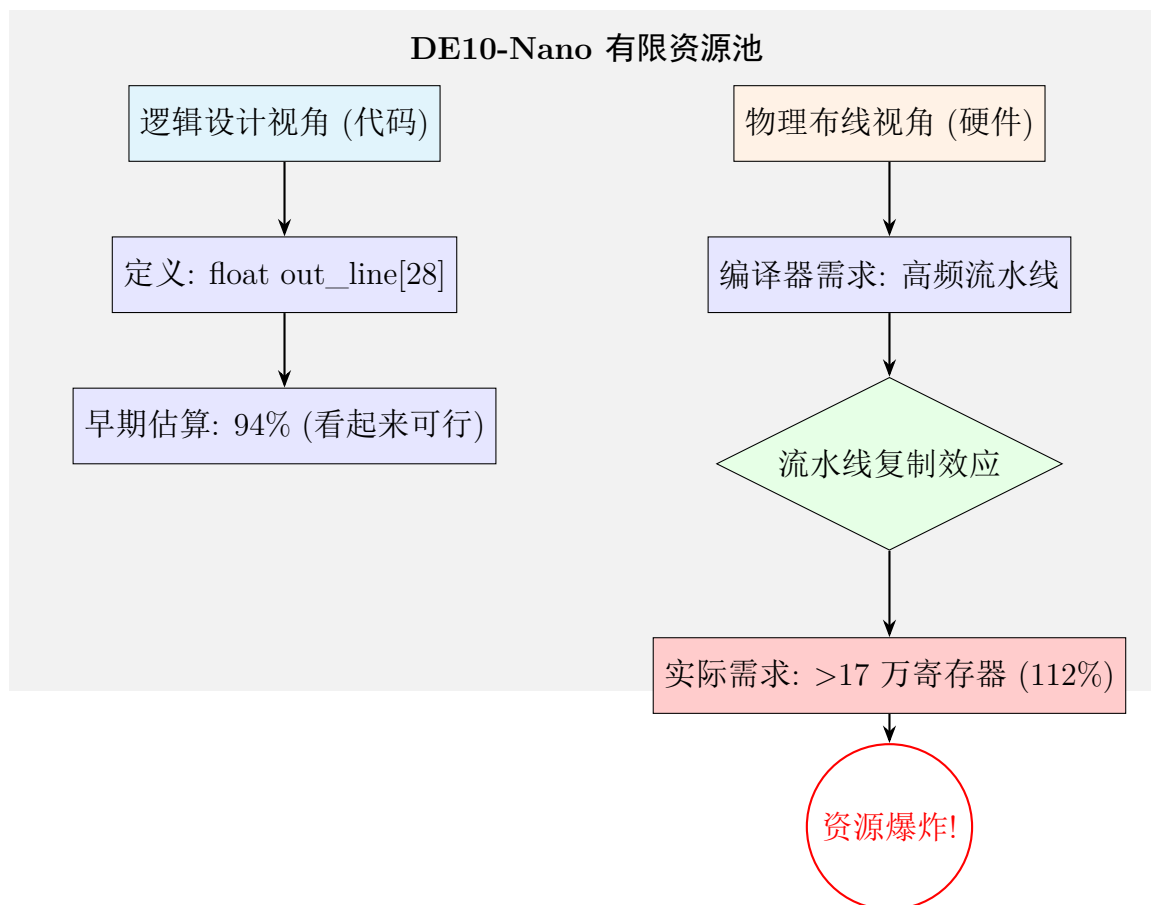 DE10-Nano 有限资源池
逻辑设计视角 (代码)
定义: float out_line[28]
早期估算: 94% (看起来可行)
物理布线视角 (硬件)
编译器需求: 高频流水线
流水线复制效应
实际需求: >17 万寄存器 (112%)
资源爆炸!